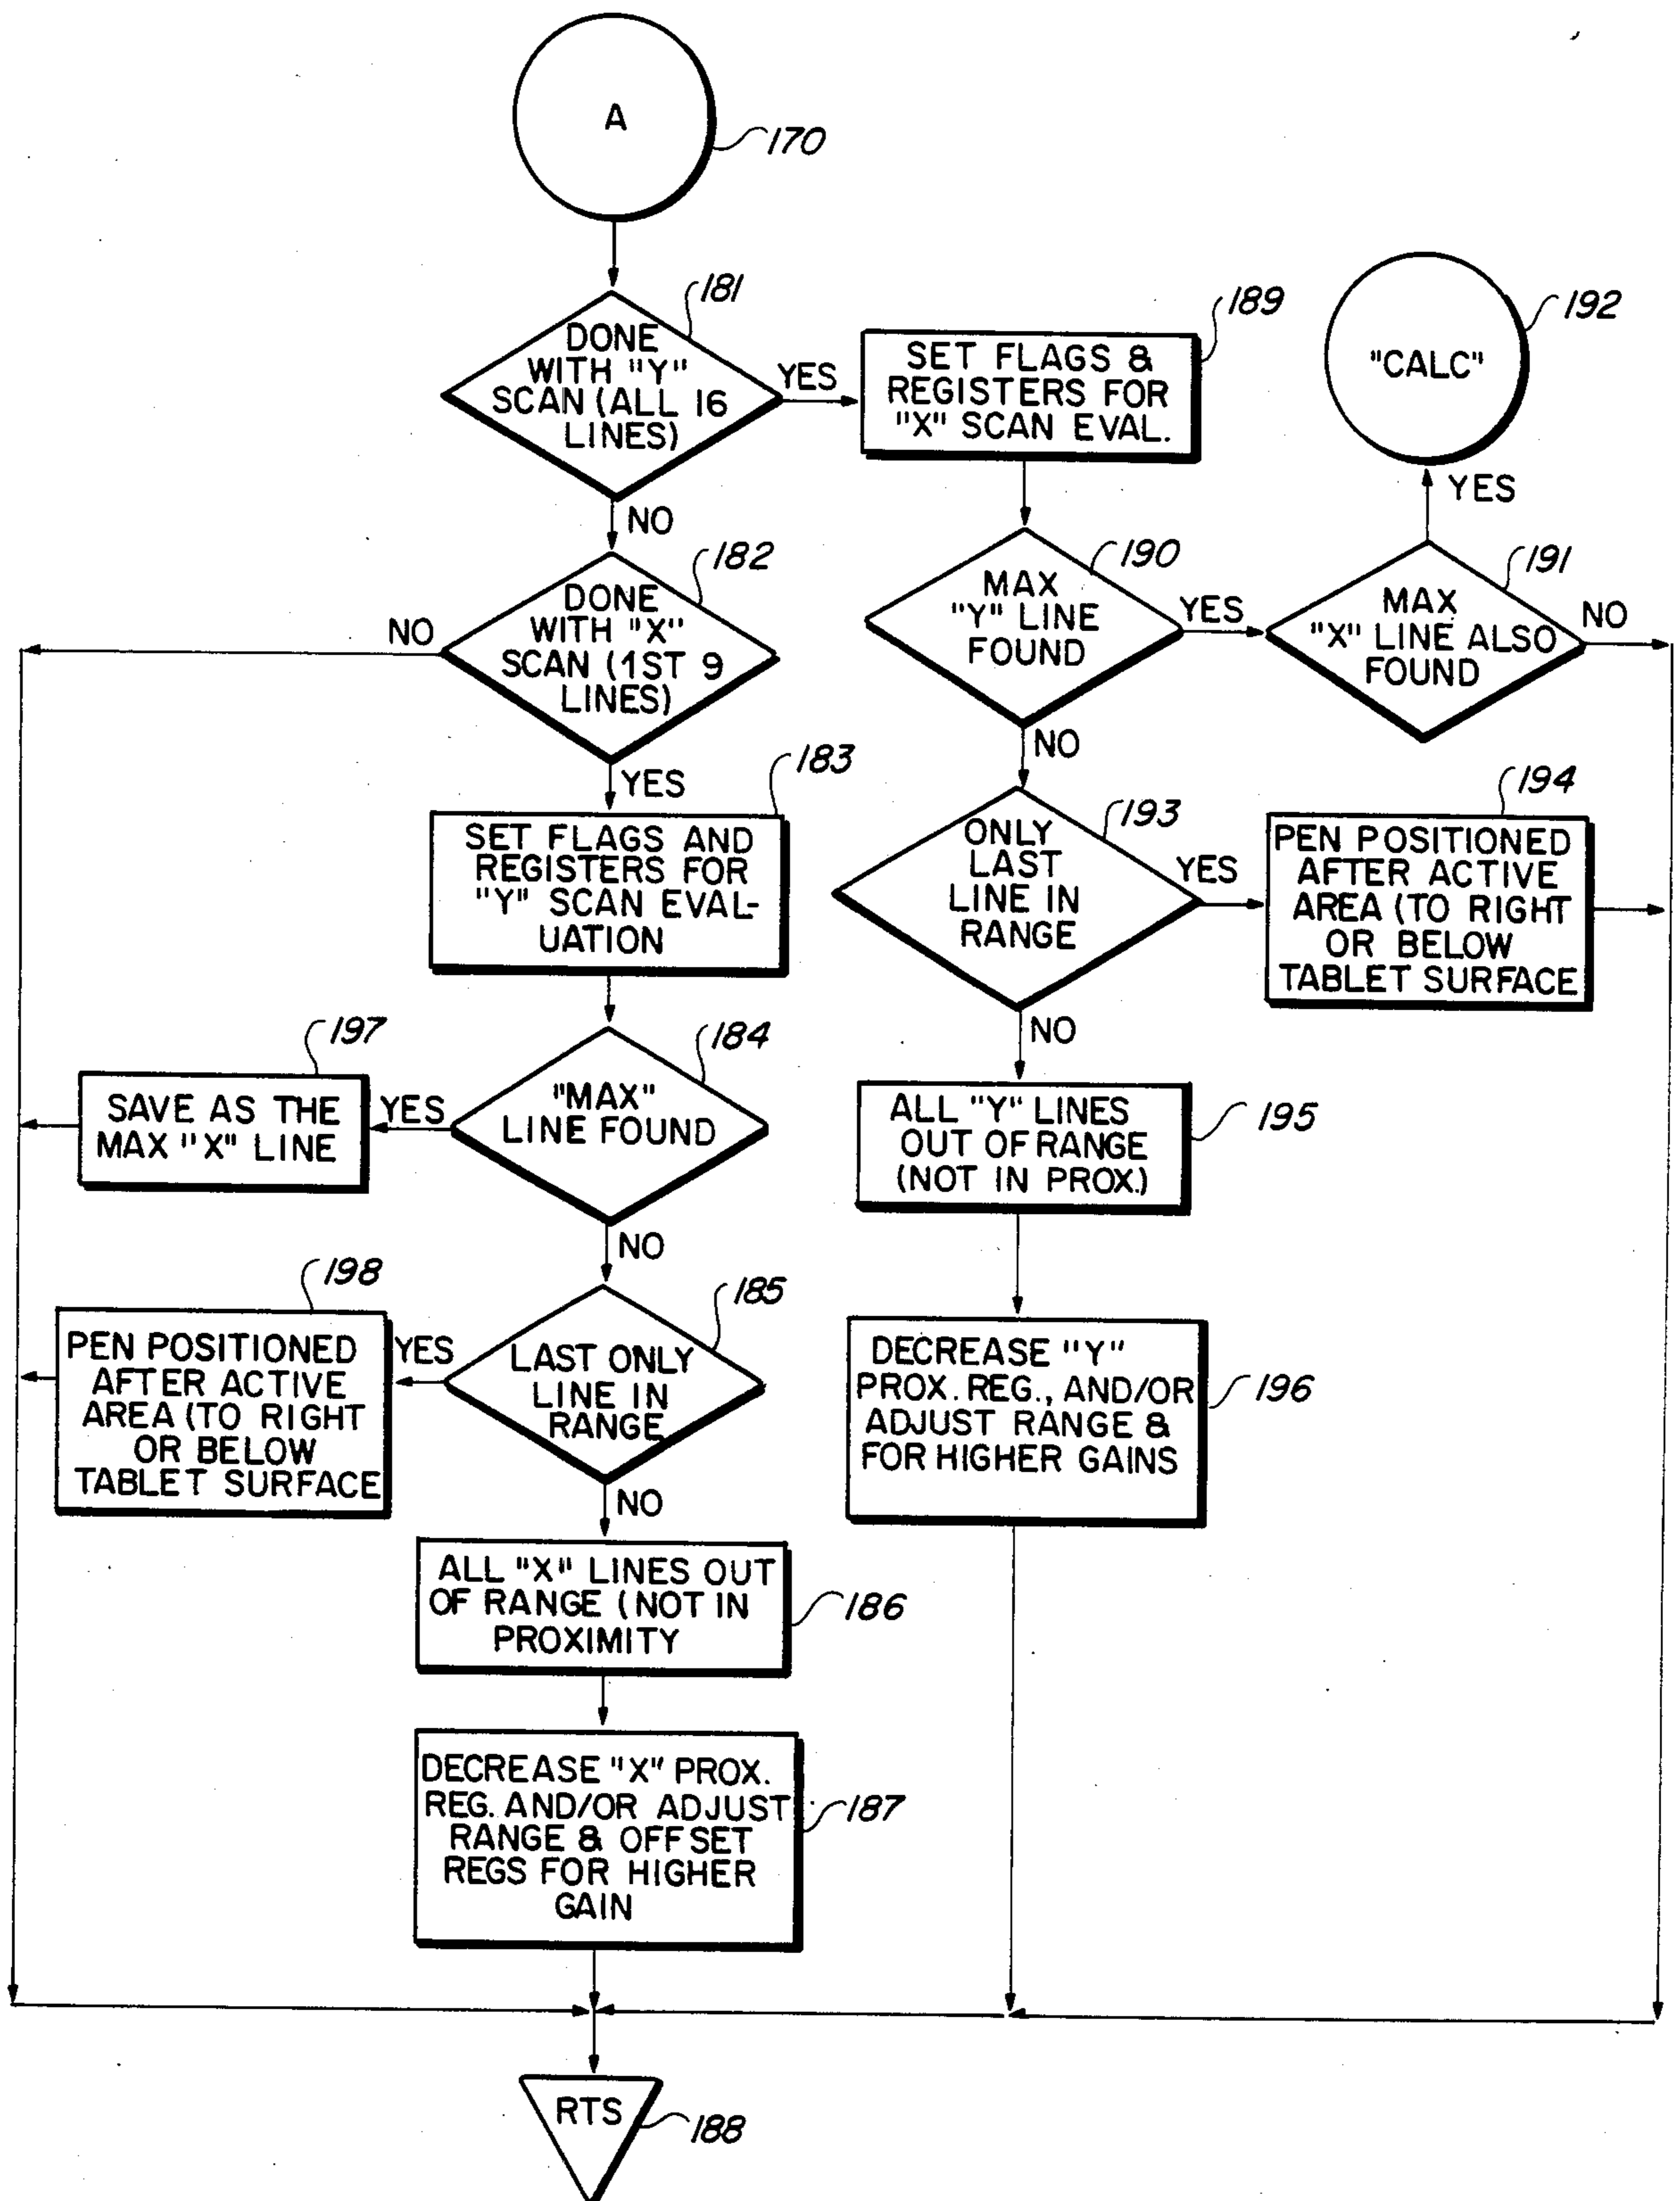 A
170
181
DONE
WITH "Y"
SCAN (ALL 16
LINES)
YES
NO
189
SET FLAGS &
REGISTERS FOR
"X" SCAN EVAL.
192
"CALC"
YES
182
DONE
WITH "X"
SCAN (1ST 9
LINES)
NO
YES
190
MAX
"Y" LINE
FOUND
YES
NO
191
MAX
"X" LINE ALSO
FOUND
NO
183
SET FLAGS AND
REGISTERS FOR
"Y" SCAN EVAL-
UATION
193
ONLY
LAST
LINE IN
RANGE
YES
NO
194
PEN POSITIONED
AFTER ACTIVE
AREA (TO RIGHT
OR BELOW
TABLET SURFACE
197
SAVE AS THE
MAX "X" LINE
YES
184
"MAX"
LINE FOUND
NO
195
ALL "Y" LINES
OUT OF RANGE
(NOT IN PROX.)
198
PEN POSITIONED
AFTER ACTIVE
AREA (TO RIGHT
OR BELOW
TABLET SURFACE
YES
185
LAST ONLY
LINE IN
RANGE
NO
196
DECREASE "Y"
PROX. REG., AND/OR
ADJUST RANGE &
FOR HIGHER GAINS
186
ALL "X" LINES OUT
OF RANGE (NOT IN
PROXIMITY
187
DECREASE "X" PROX.
REG. AND/OR ADJUST
RANGE & OFFSET
REGS FOR HIGHER
GAIN
RTS
188